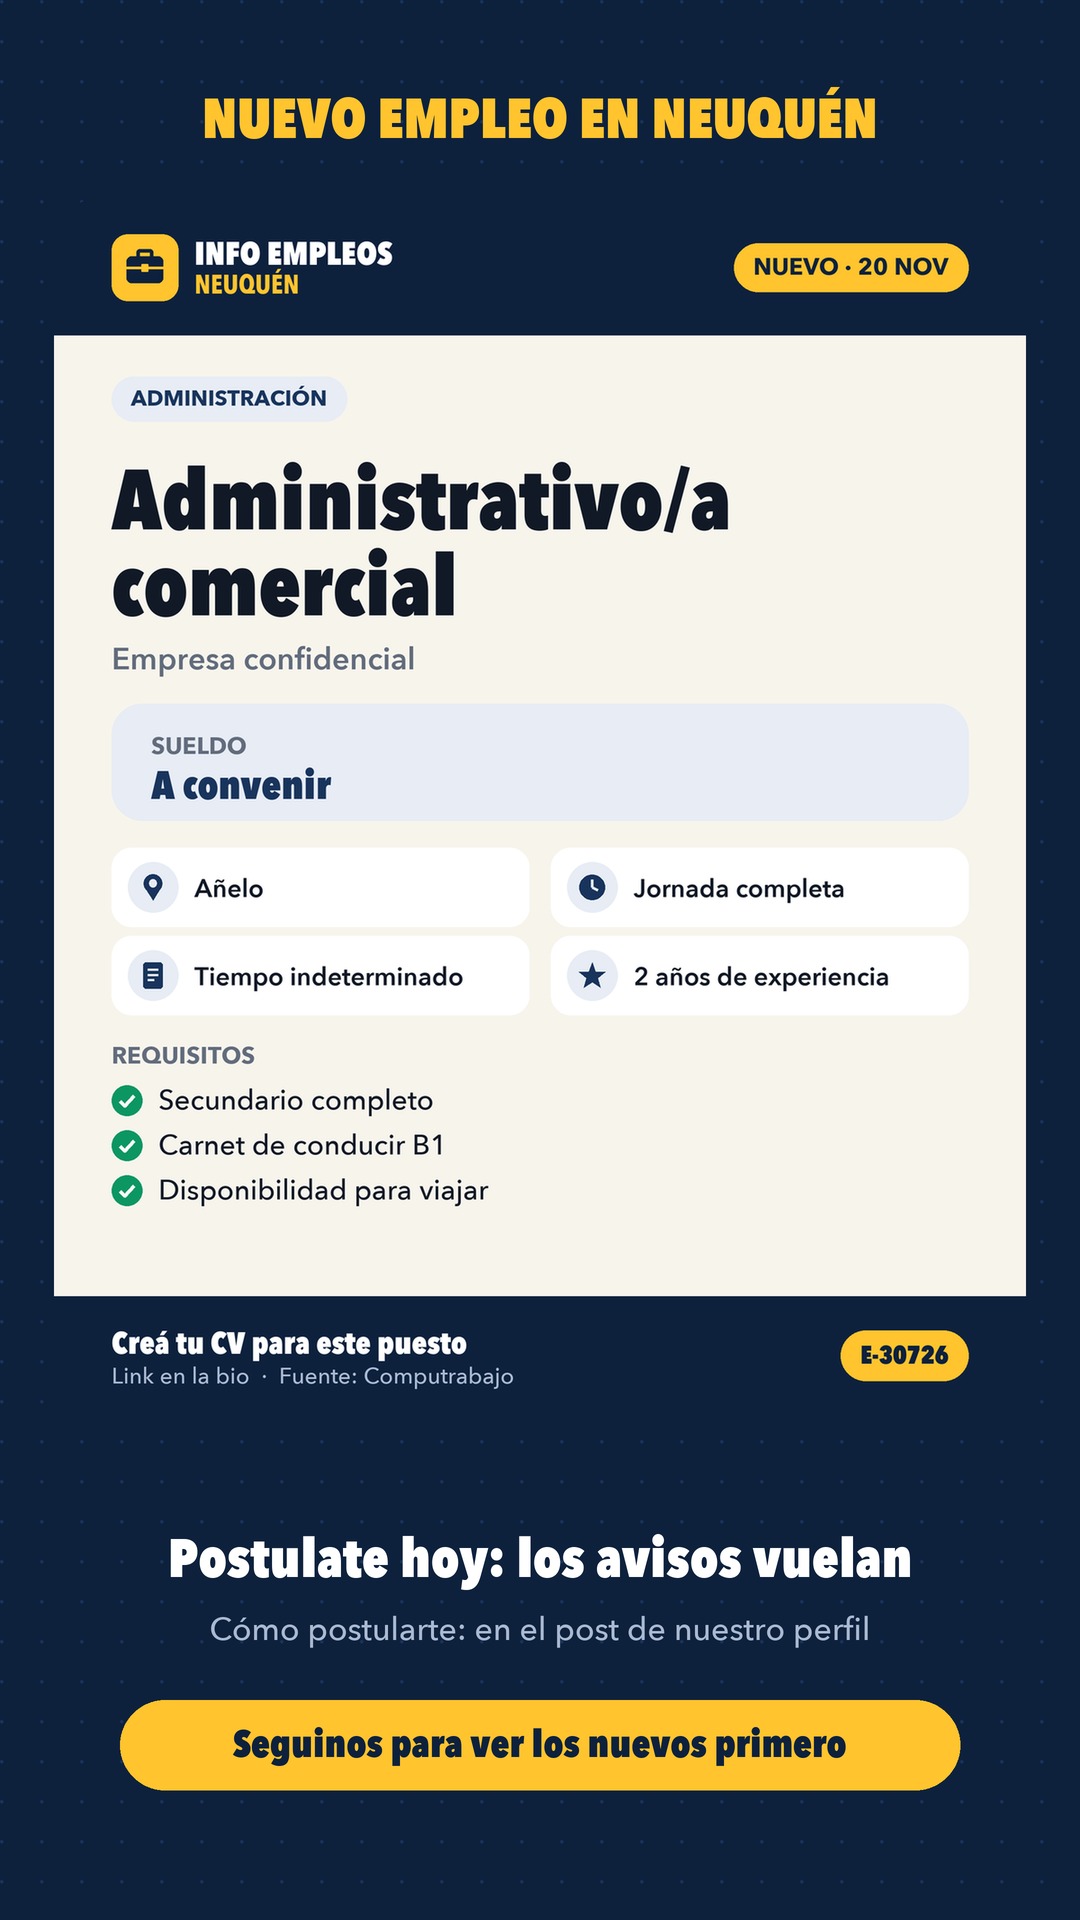 NUEVO EMPLEO EN NEUQUÉN
INFO EMPLEOS
NEUQUÉN
NUEVO · 20 NOV
ADMINISTRACIÓN
Administrativo/a
comercial
Empresa confidencial
SUELDO
A convenir
Añelo
Jornada completa
Tiempo indeterminado
2 años de experiencia
REQUISITOS
Secundario completo
Carnet de conducir B1
Disponibilidad para viajar
Creá tu CV para este puesto
Link en la bio · Fuente: Computrabajo
E-30726
Postulate hoy: los avisos vuelan
Cómo postularte: en el post de nuestro perfil
Seguinos para ver los nuevos primero